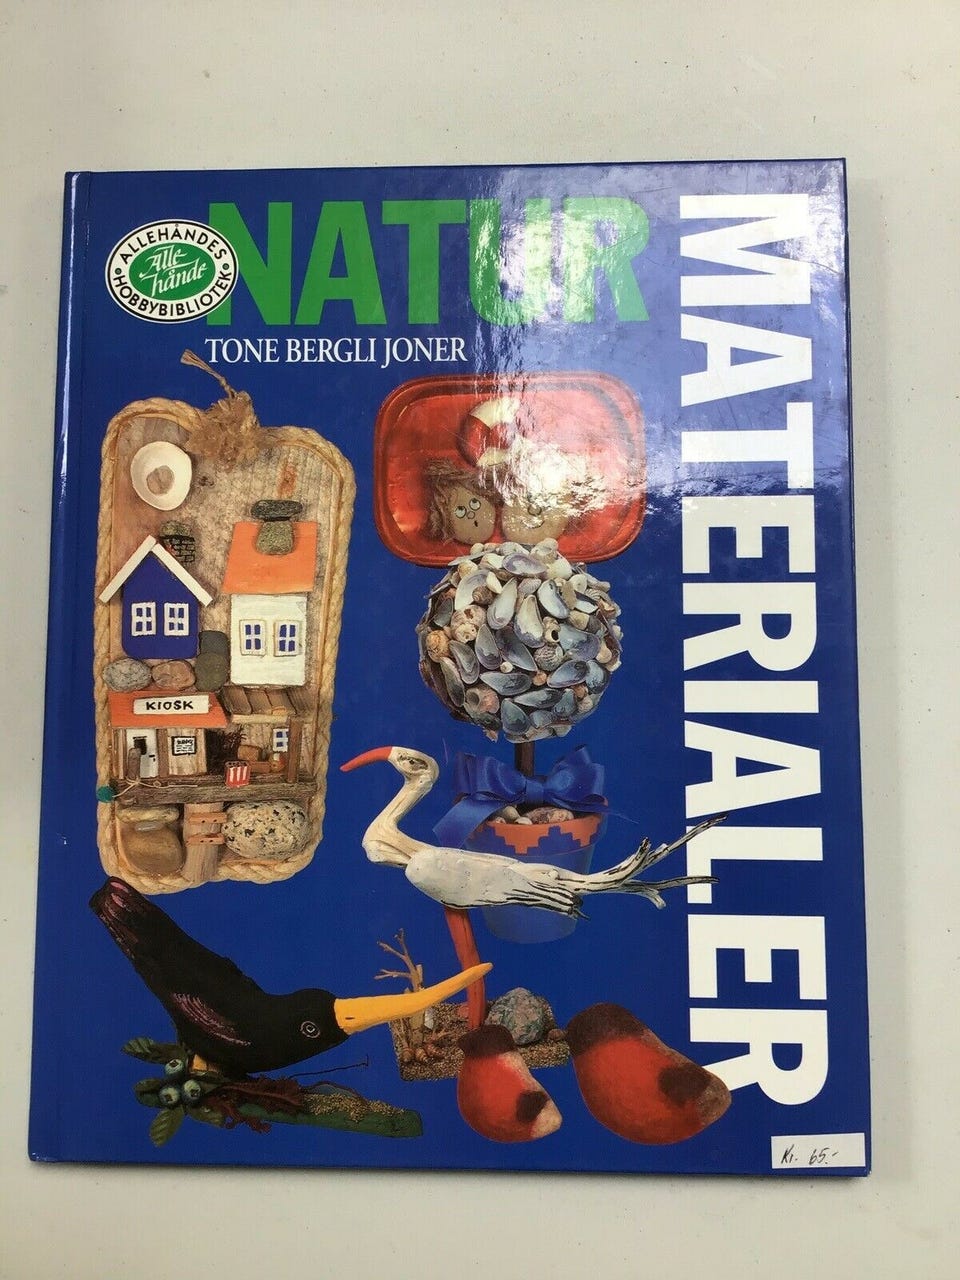 NATUR
MATERIALER
ALLEHÅNDES
Alle
hånde
HOBBYBIBLIOTEK
TONE BERGLI JONER
KIOSK
Kr. 65.-